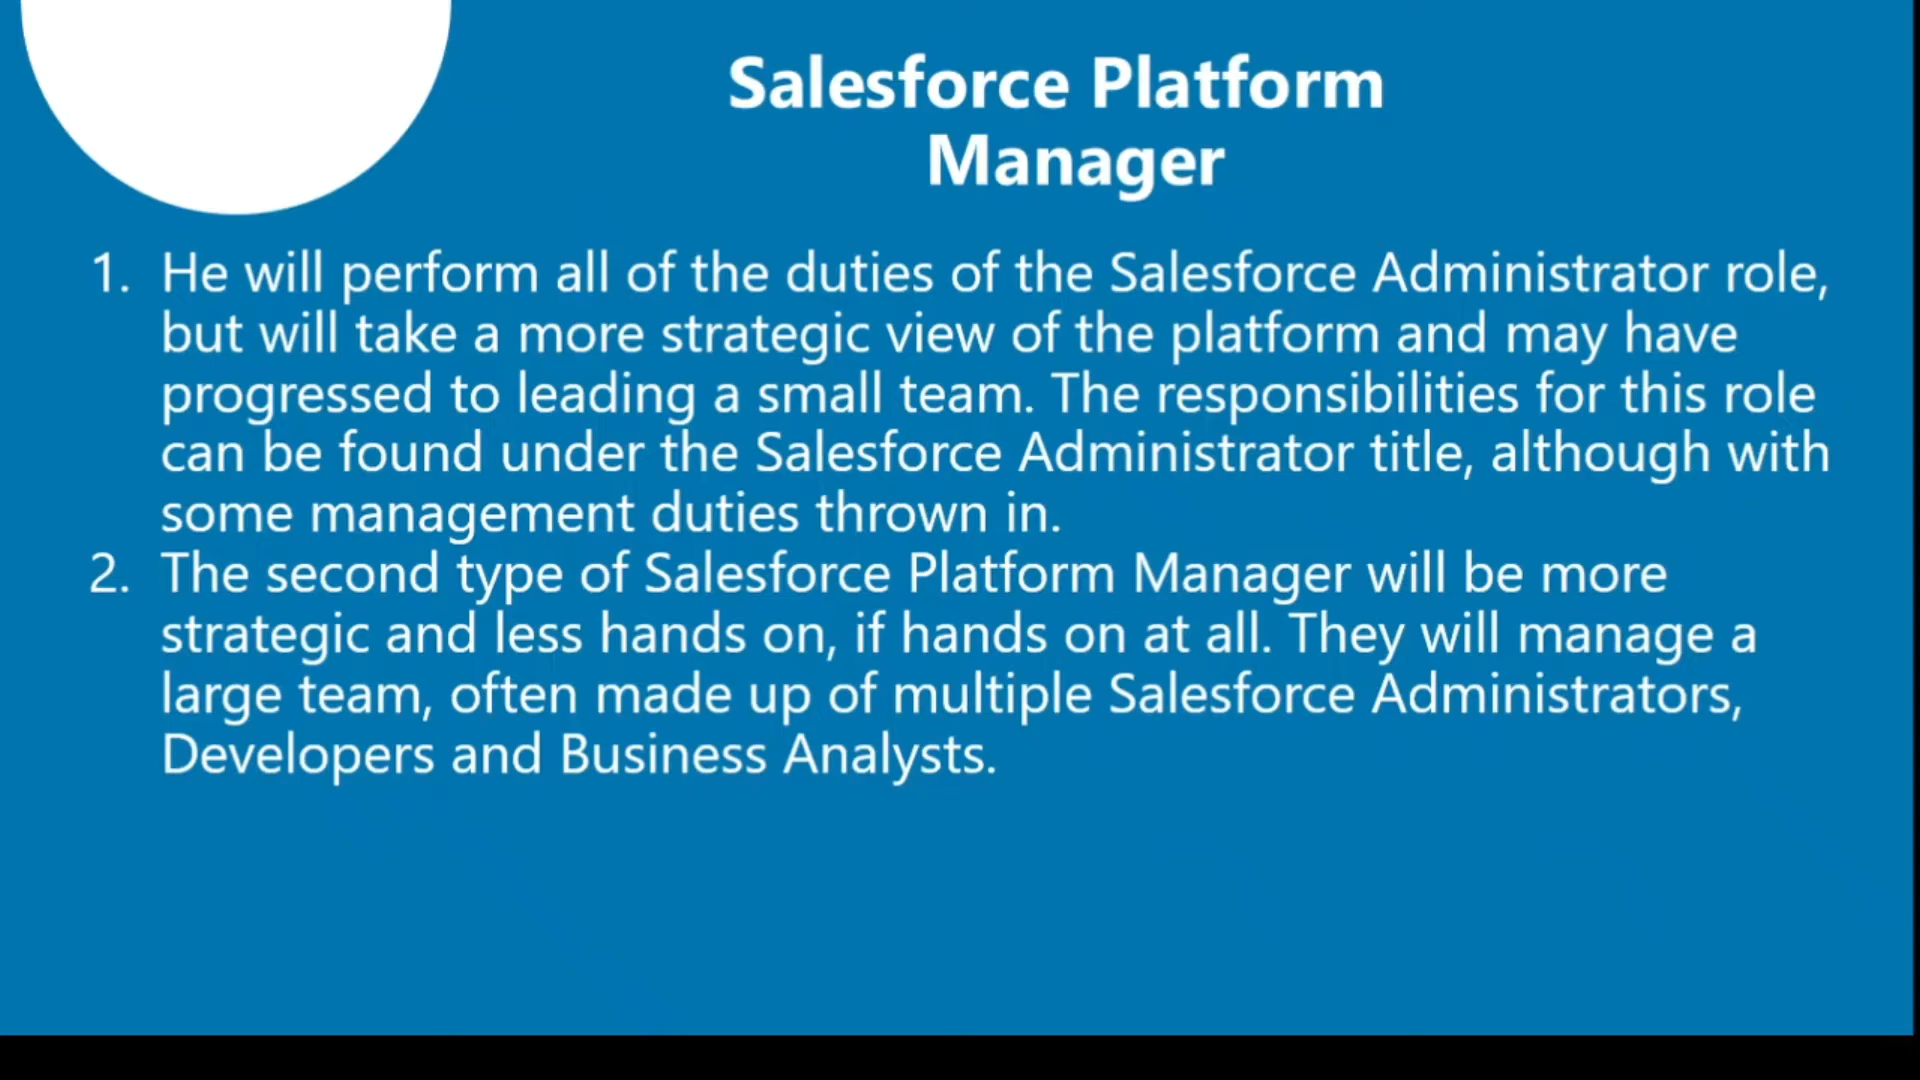 Salesforce Platform
Manager
1. He will perform all of the duties of the Salesforce Administrator role,
but will take a more strategic view of the platform and may have
progressed to leading a small team. The responsibilities for this role
can be found under the Salesforce Administrator title, although with
some management duties thrown in.
2. The second type of Salesforce Platform Manager will be more
strategic and less hands on, if hands on at all. They will manage a
large team, often made up of multiple Salesforce Administrators,
Developers and Business Analysts.